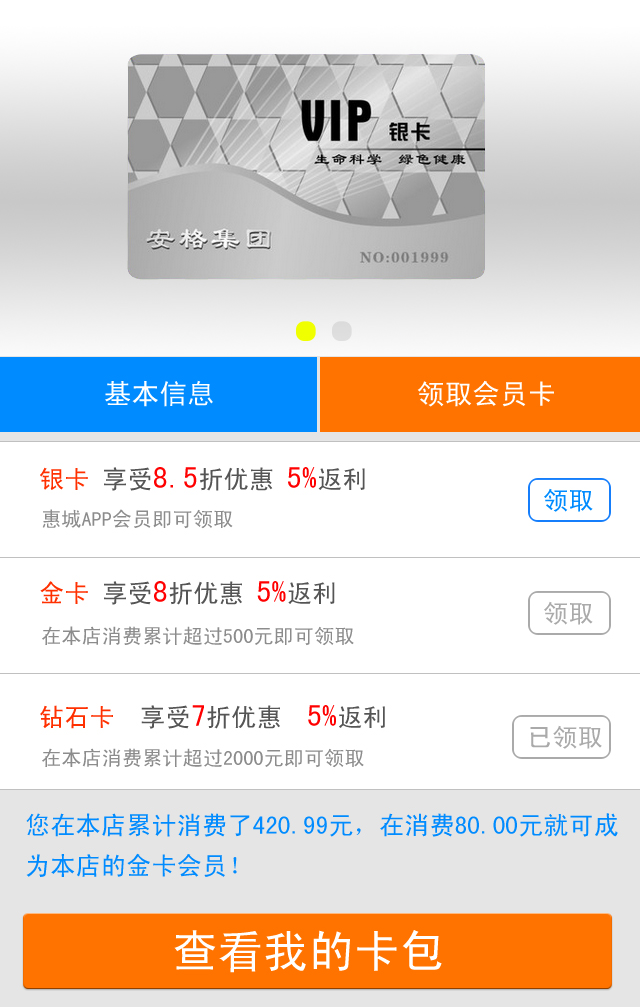 VIP 银卡
生命科学 绿色健康
安格集团
NO:001999
基本信息
领取会员卡
银卡 享受8.5折优惠 5%返利
惠城APP会员即可领取
领取
金卡 享受8折优惠 5%返利
在本店消费累计超过500元即可领取
领取
钻石卡 享受7折优惠 5%返利
在本店消费累计超过2000元即可领取
已领取
您在本店累计消费了420.99元，在消费80.00元就可成
为本店的金卡会员！
查看我的卡包